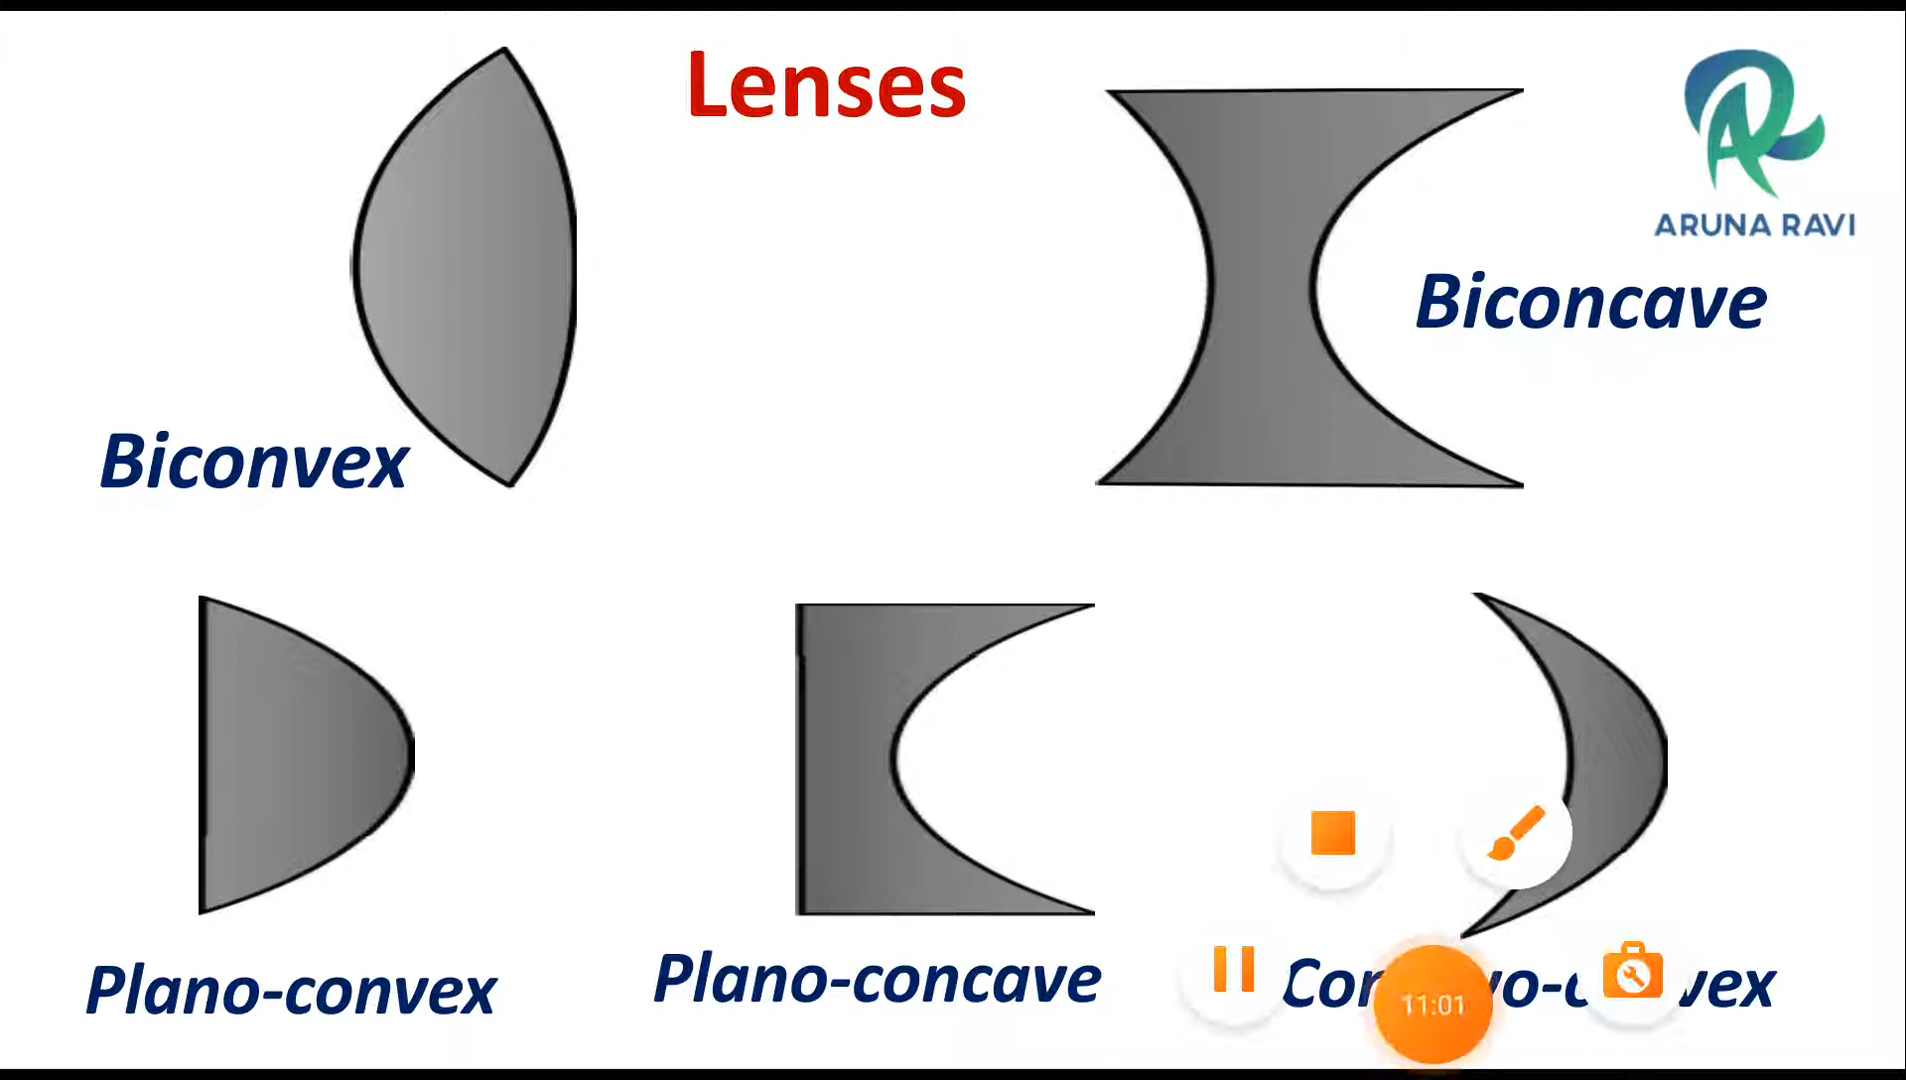 Lenses
ARUNA RAVI
Biconcave
Biconvex
Plano-convex
Plano-concave
11:01